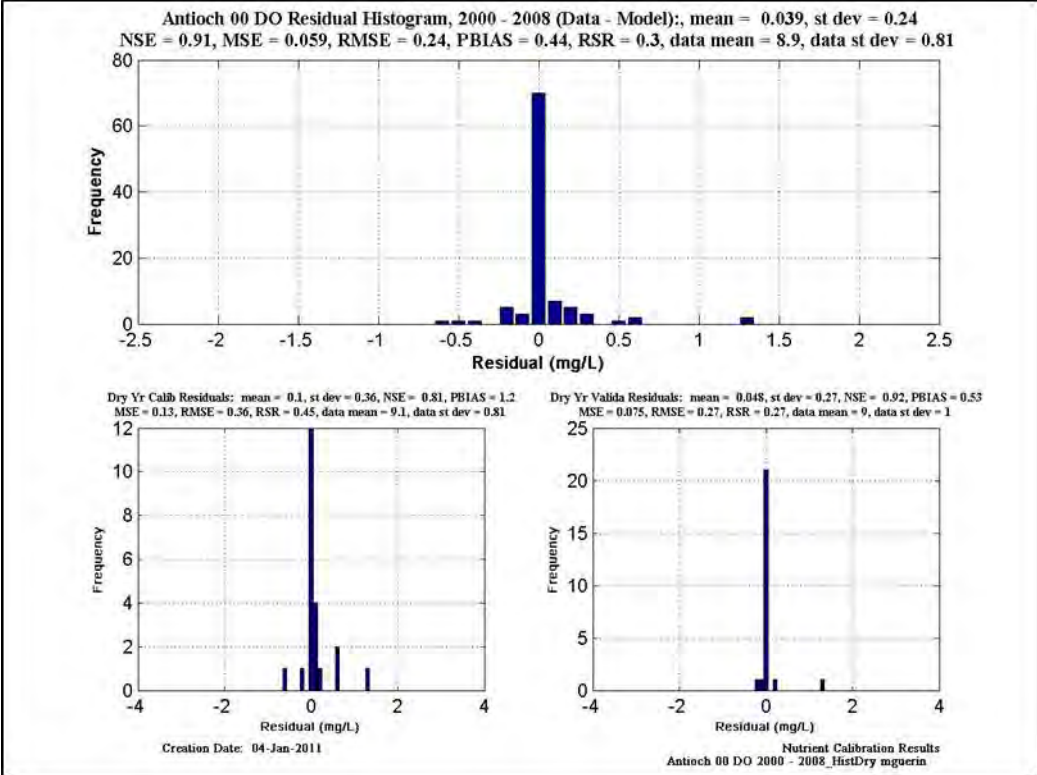 Antioch 00 DO Residual Histogram, 2000 - 2008 (Data - Model):, mean = 0.039, st dev = 0.24
NSE = 0.91, MSE = 0.059, RMSE = 0.24, PBIAS = 0.44, RSR = 0.3, data mean = 8.9, data st dev = 0.81
80
60
40
20
0
Frequency
-2.5 -2 -1.5 -1 -0.5 0 0.5 1 1.5 2 2.5
Residual (mg/L)
Dry Yr Calib Residuals: mean = 0.1, st dev = 0.36, NSE = 0.81, PBIAS = 1.2
MSE = 0.13, RMSE = 0.36, RSR = 0.45, data mean = 9.1, data st dev = 0.81
12
10
8
6
4
2
0
Frequency
-4 -2 0 2 4
Residual (mg/L)
Dry Yr Valida Residuals: mean = 0.048, st dev = 0.27, NSE = 0.92, PBIAS = 0.53
MSE = 0.075, RMSE = 0.27, RSR = 0.27, data mean = 9, data st dev = 1
25
20
15
10
5
0
Frequency
-4 -2 0 2 4
Residual (mg/L)
Creation Date: 04-Jan-2011
Nutrient Calibration Results
Antioch 00 DO 2000 - 2008_HistDry mguerin